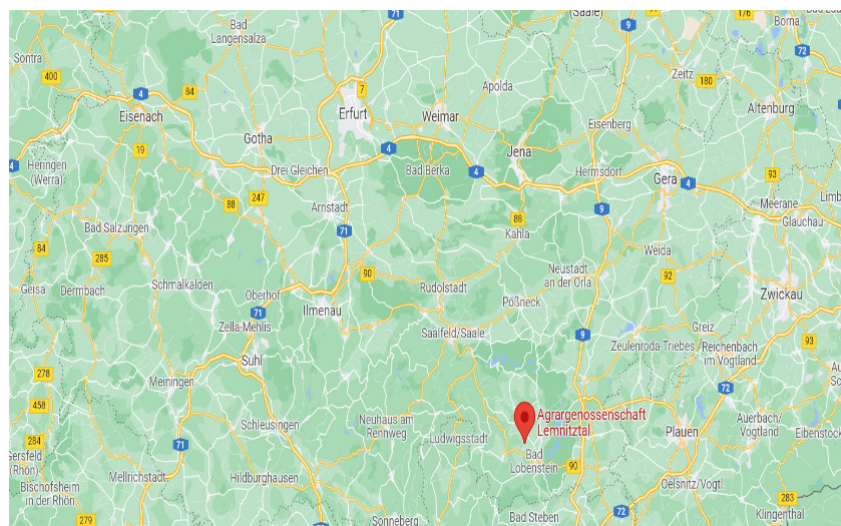 71
(Saale)
176
Borna
Bad
Langensalza
9
72
Sontra
400
4
84
7
Apolda
Zeitz
180
Altenburg
Eisenach
Erfurt
Weimar
Eisenberg
19
Gotha
Jena
4
Heringen
(Werra)
Drei Gleichen
4
Bad Berka
4
Hermsdorf
Gera
4
93
Meerane
Glauchau
88
247
Arnstadt
9
88
Kahla
Bad Salzungen
71
Weida
84
285
90
Neustadt
an der Orla
92
Geisa
Dermbach
Schmalkalden
Oberhof
Ilmenau
Rudolstadt
Pößneck
Zwickau
71
Zella-Mehlis
Saalfeld/Saale
9
Greiz
Zeulenroda-Triebes
Reichenbach
im Vogtland
93
Suhl
278
Meiningen
72
458
Schleusingen
Neuhaus am
Rennweg
Agrargenossenschaft
Lemnitztal
Auerbach/
Vogtland
284
71
Ludwigsstadt
Plauen
Eibenstock
(Rhön)
Bad
Lobenstein
90
Mellrichstadt
Hildburghausen
Oelsnitz/Vogtl.
Bischofsheim
in der Rhön
283
279
Sonneberg
Bad Steben
72
Klingenthal